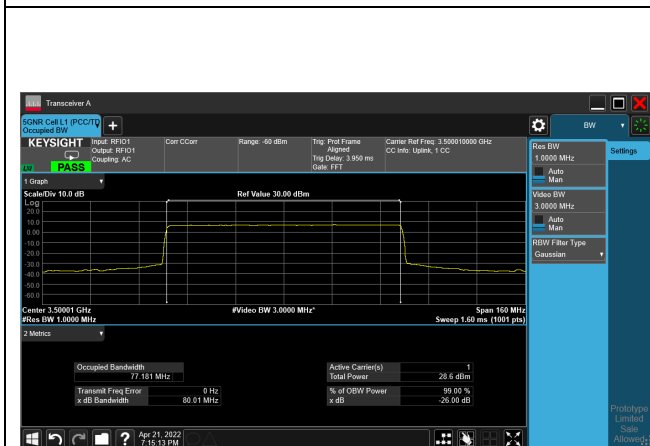 Transceiver A
5GNR Cell L1 (PCC/TD
Occupied BW
BW
KEYSIGHT
Input: RFIO1
Output: RFIO1
Coupling: AC
Corr CCorr
Range: -60 dBm
Trig: Prot Frame
Aligned
Trig Delay: 3.950 ms
Gate: FFT
Carrier Ref Freq: 3.500010000 GHz
CC Info: Uplink, 1 CC
PASS
Res BW
1.0000 MHz
Auto
Man
Settings
1 Graph
Scale/Div 10.0 dB
Ref Value 30.00 dBm
Video BW
3.0000 MHz
Auto
Man
RBW Filter Type
Gaussian
Log
20.0
10.0
0.00
-10.0
-20.0
-30.0
-40.0
-50.0
-60.0
Center 3.50001 GHz
#Video BW 3.0000 MHz*
Span 160 MHz
#Res BW 1.0000 MHz
Sweep 1.60 ms (1001 pts)
2 Metrics
Occupied Bandwidth
77.181 MHz
Active Carrier(s) 1
Total Power 28.6 dBm
Transmit Freq Error 0 Hz
x dB Bandwidth 80.01 MHz
% of OBW Power 99.00 %
x dB -26.00 dB
Prototype
Limited
Sale
Allowed
Apr 21, 2022
7:15:13 PM